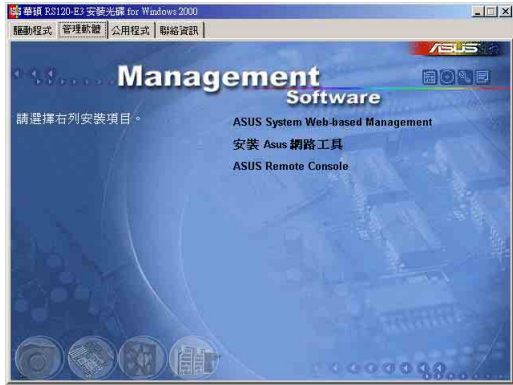 華碩 RS120-E3 安裝光碟 for Windows 2000
驅動程式 管理軟體 公用程式 聯絡資訊
ASUS
Management
Software
請選擇右列安裝項目。
ASUS System Web-based Management
安裝 Asus 網路工具
ASUS Remote Console